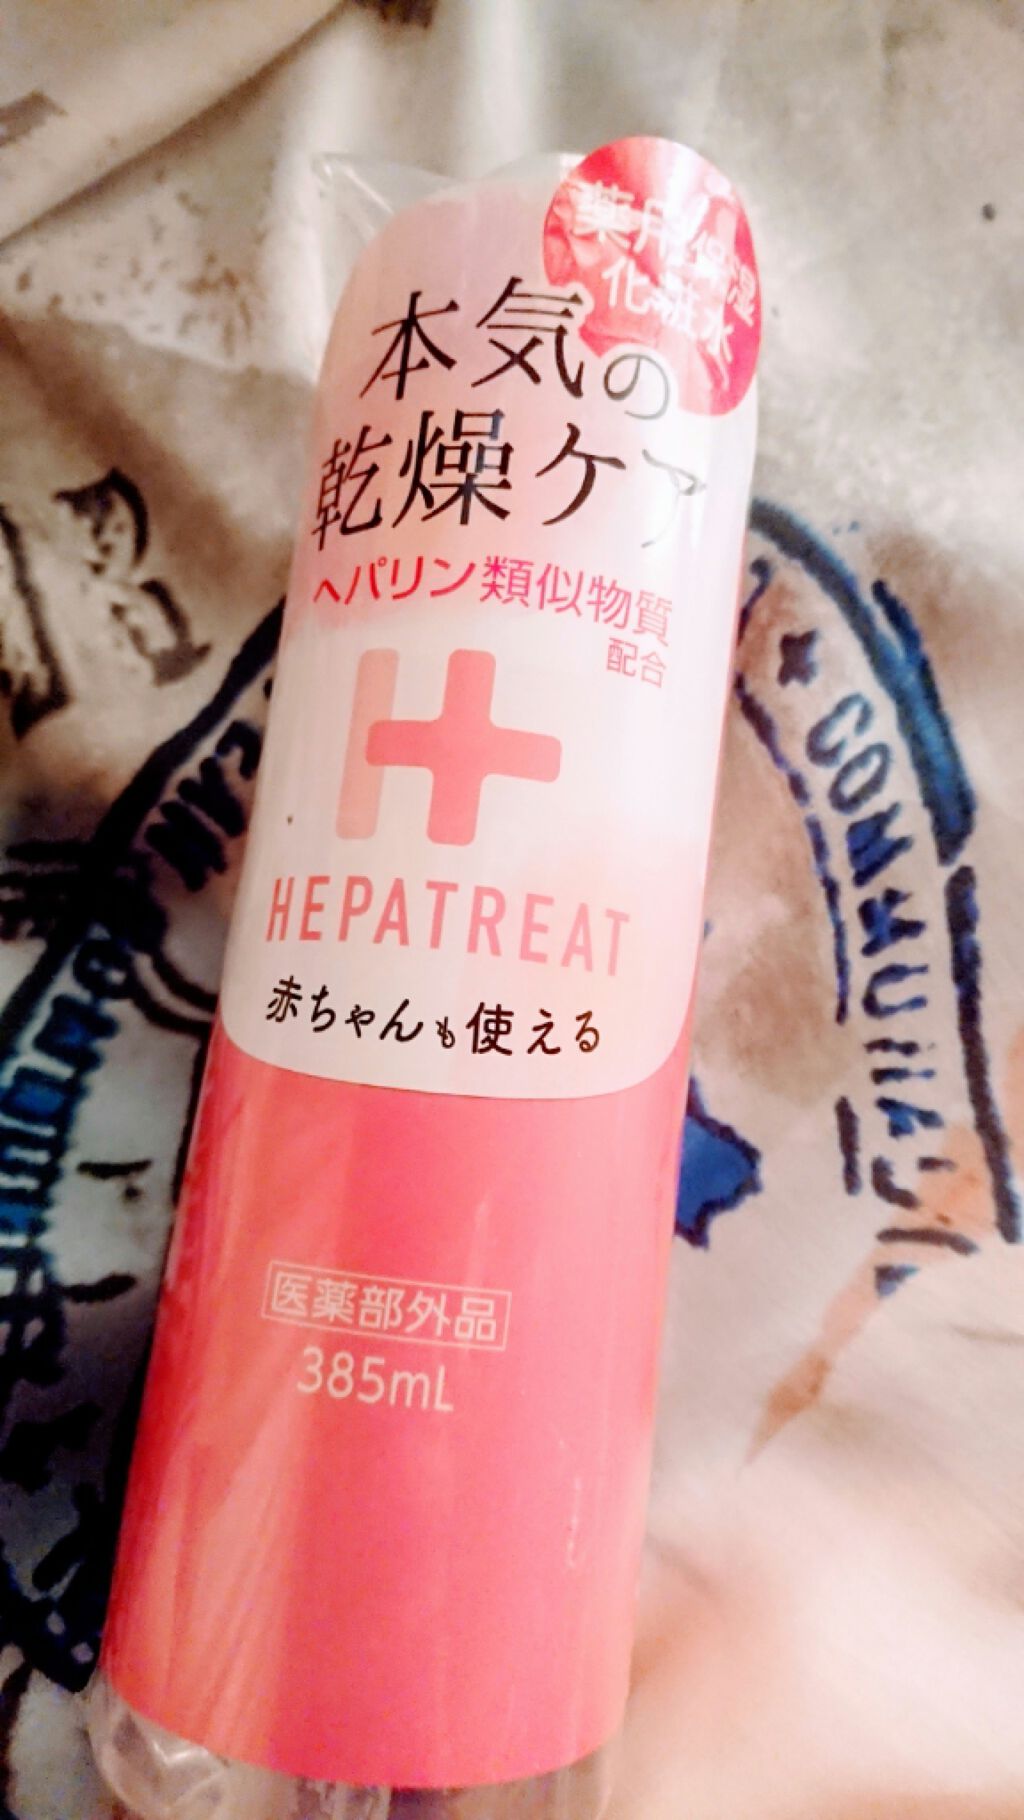 薬用保湿
化粧水
本気の
乾燥ケア
ヘパリン類似物質
配合
HEPATREAT
赤ちゃんも使える
医薬部外品
385mL